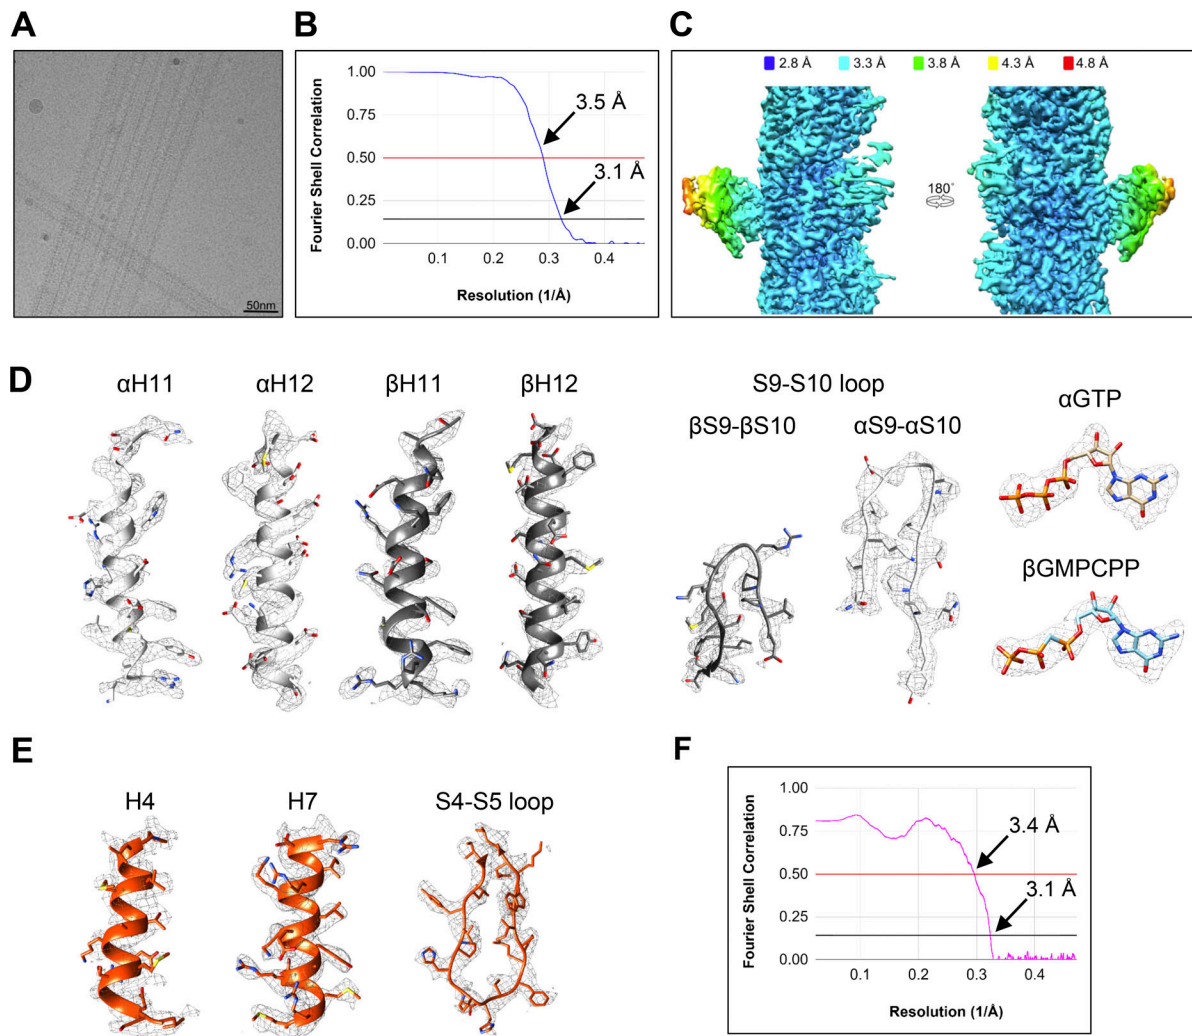 A
50nm
B
1.00
0.75
0.50
0.25
0.00
Fourier Shell Correlation
3.5 Å
3.1 Å
0.1
0.2
0.3
0.4
Resolution (1/Å)
C
2.8 Å
3.3 Å
3.8 Å
4.3 Å
4.8 Å
180°
D
αH11
αH12
βH11
βH12
S9-S10 loop
βS9-βS10
αS9-αS10
αGTP
βGMPCPP
E
H4
H7
S4-S5 loop
F
1.00
0.75
0.50
0.25
0.00
Fourier Shell Correlation
3.4 Å
3.1 Å
0.1
0.2
0.3
0.4
Resolution (1/Å)